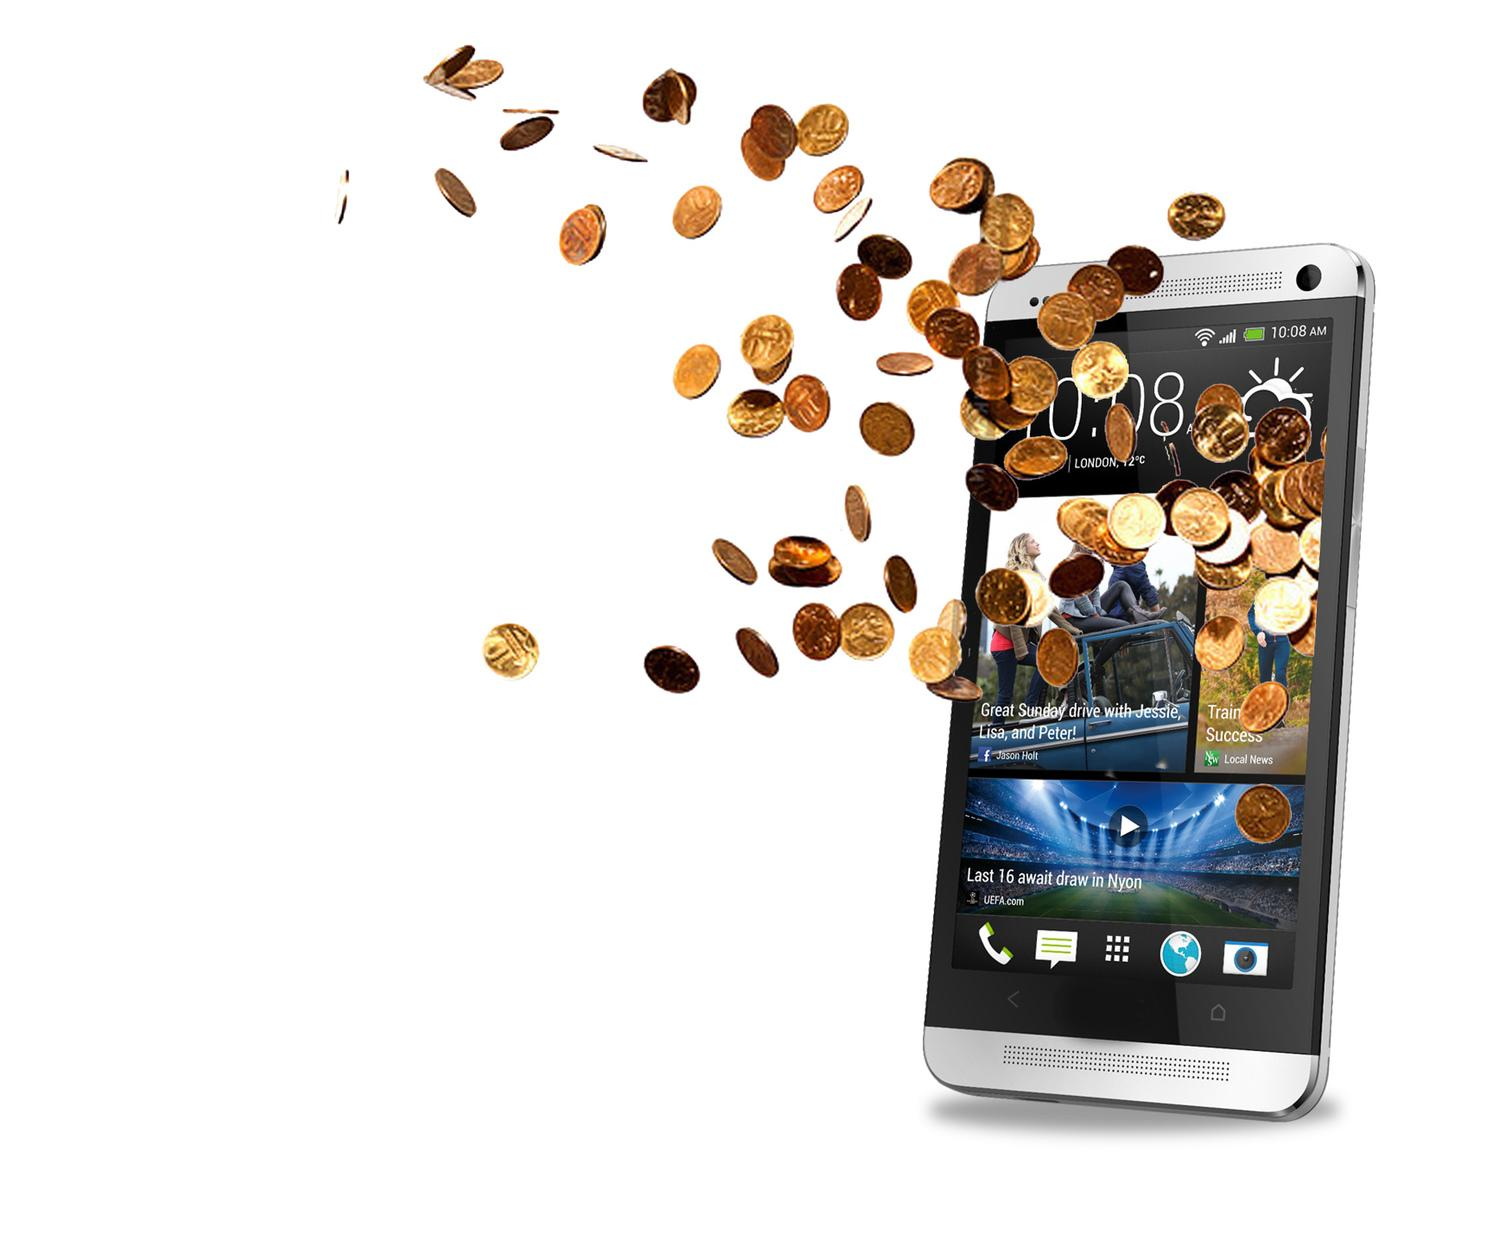 10:08 AM
LONDON, 12°C
Great Sunday drive with Jessie,
Lisa, and Peter!
Jason Holt
Success
Local News
Last 16 await draw in Nyon
UEFA.com